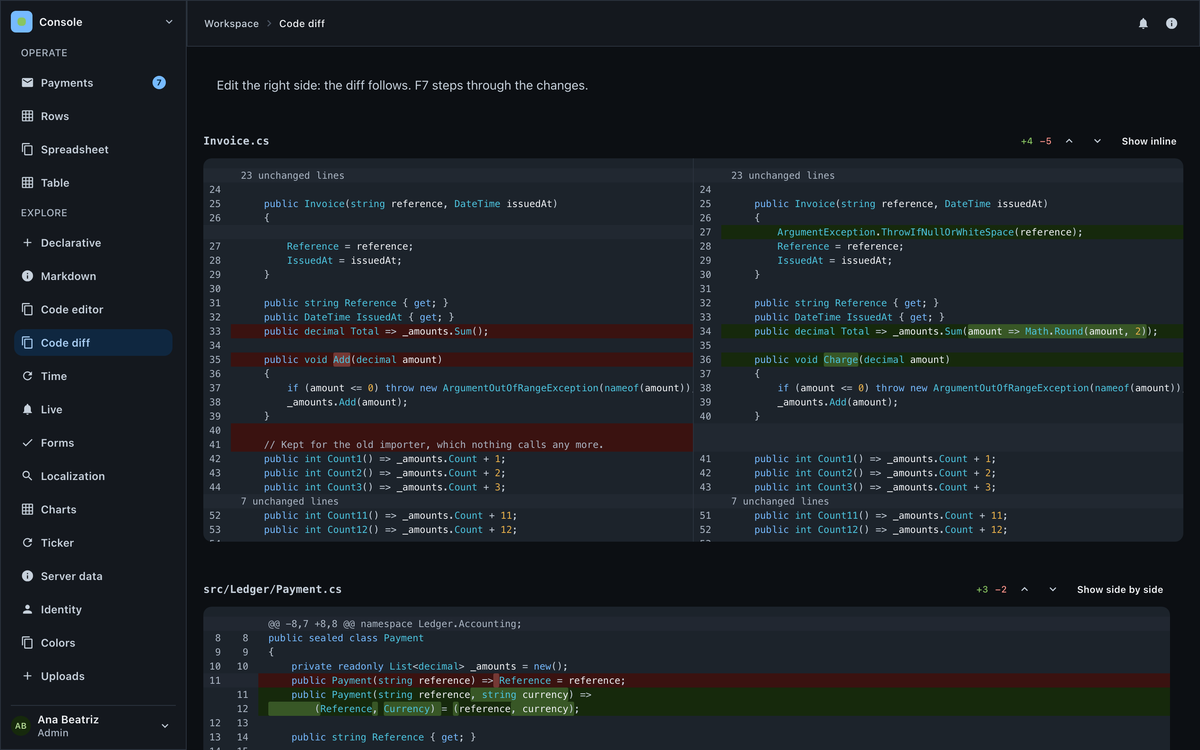 Console
OPERATE
Payments 7
Rows
Spreadsheet
Table
EXPLORE
Declarative
Markdown
Code editor
Code diff
Time
Live
Forms
Localization
Charts
Ticker
Server data
Identity
Colors
Uploads
AB Ana Beatriz
Admin
Workspace > Code diff
Edit the right side: the diff follows. F7 steps through the changes.
Invoice.cs +4 −5 Show inline
23 unchanged lines
24
25 public Invoice(string reference, DateTime issuedAt)
26 {
27 Reference = reference;
28 IssuedAt = issuedAt;
29 }
30
31 public string Reference { get; }
32 public DateTime IssuedAt { get; }
33 public decimal Total => _amounts.Sum();
34
35 public void Add(decimal amount)
36 {
37 if (amount <= 0) throw new ArgumentOutOfRangeException(nameof(amount))
38 _amounts.Add(amount);
39 }
40
41 // Kept for the old importer, which nothing calls any more.
42 public int Count1() => _amounts.Count + 1;
43 public int Count2() => _amounts.Count + 2;
44 public int Count3() => _amounts.Count + 3;
7 unchanged lines
52 public int Count11() => _amounts.Count + 11;
53 public int Count12() => _amounts.Count + 12;
23 unchanged lines
24
25 public Invoice(string reference, DateTime issuedAt)
26 {
27 ArgumentException.ThrowIfNullOrWhiteSpace(reference);
28 Reference = reference;
29 IssuedAt = issuedAt;
30 }
31
32 public string Reference { get; }
33 public DateTime IssuedAt { get; }
34 public decimal Total => _amounts.Sum(amount => Math.Round(amount, 2));
35
36 public void Charge(decimal amount)
37 {
38 if (amount <= 0) throw new ArgumentOutOfRangeException(nameof(amount))
39 _amounts.Add(amount);
40 }
41 public int Count1() => _amounts.Count + 1;
42 public int Count2() => _amounts.Count + 2;
43 public int Count3() => _amounts.Count + 3;
7 unchanged lines
51 public int Count11() => _amounts.Count + 11;
52 public int Count12() => _amounts.Count + 12;
src/Ledger/Payment.cs +3 −2 Show side by side
@@ -8,7 +8,8 @@ namespace Ledger.Accounting;
8 8 public sealed class Payment
9 9 {
10 10 private readonly List<decimal> _amounts = new();
11 public Payment(string reference) => Reference = reference;
11 public Payment(string reference, string currency) =>
12 (Reference, Currency) = (reference, currency);
12 13
13 14 public string Reference { get; }